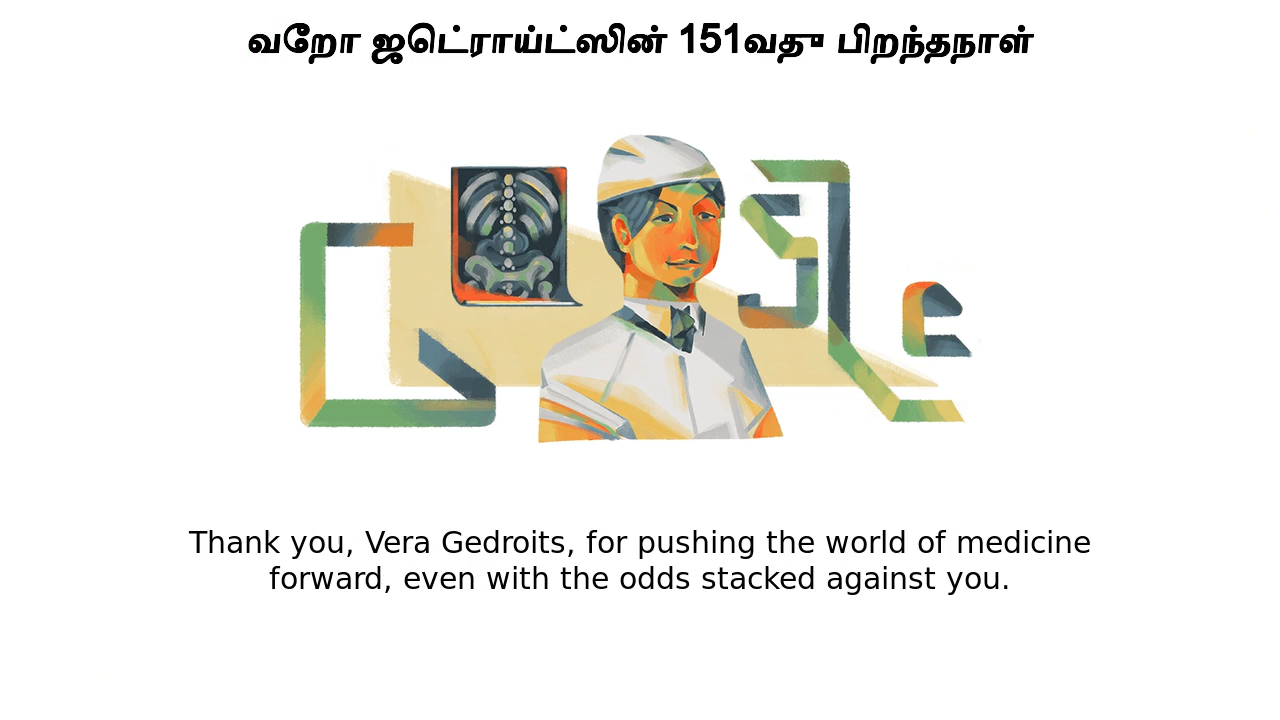 வறோ ஜடெ்ராய்ட்ஸின் 151வது பிறந்தநாள்
Thank you, Vera Gedroits, for pushing the world of medicine
forward, even with the odds stacked against you.